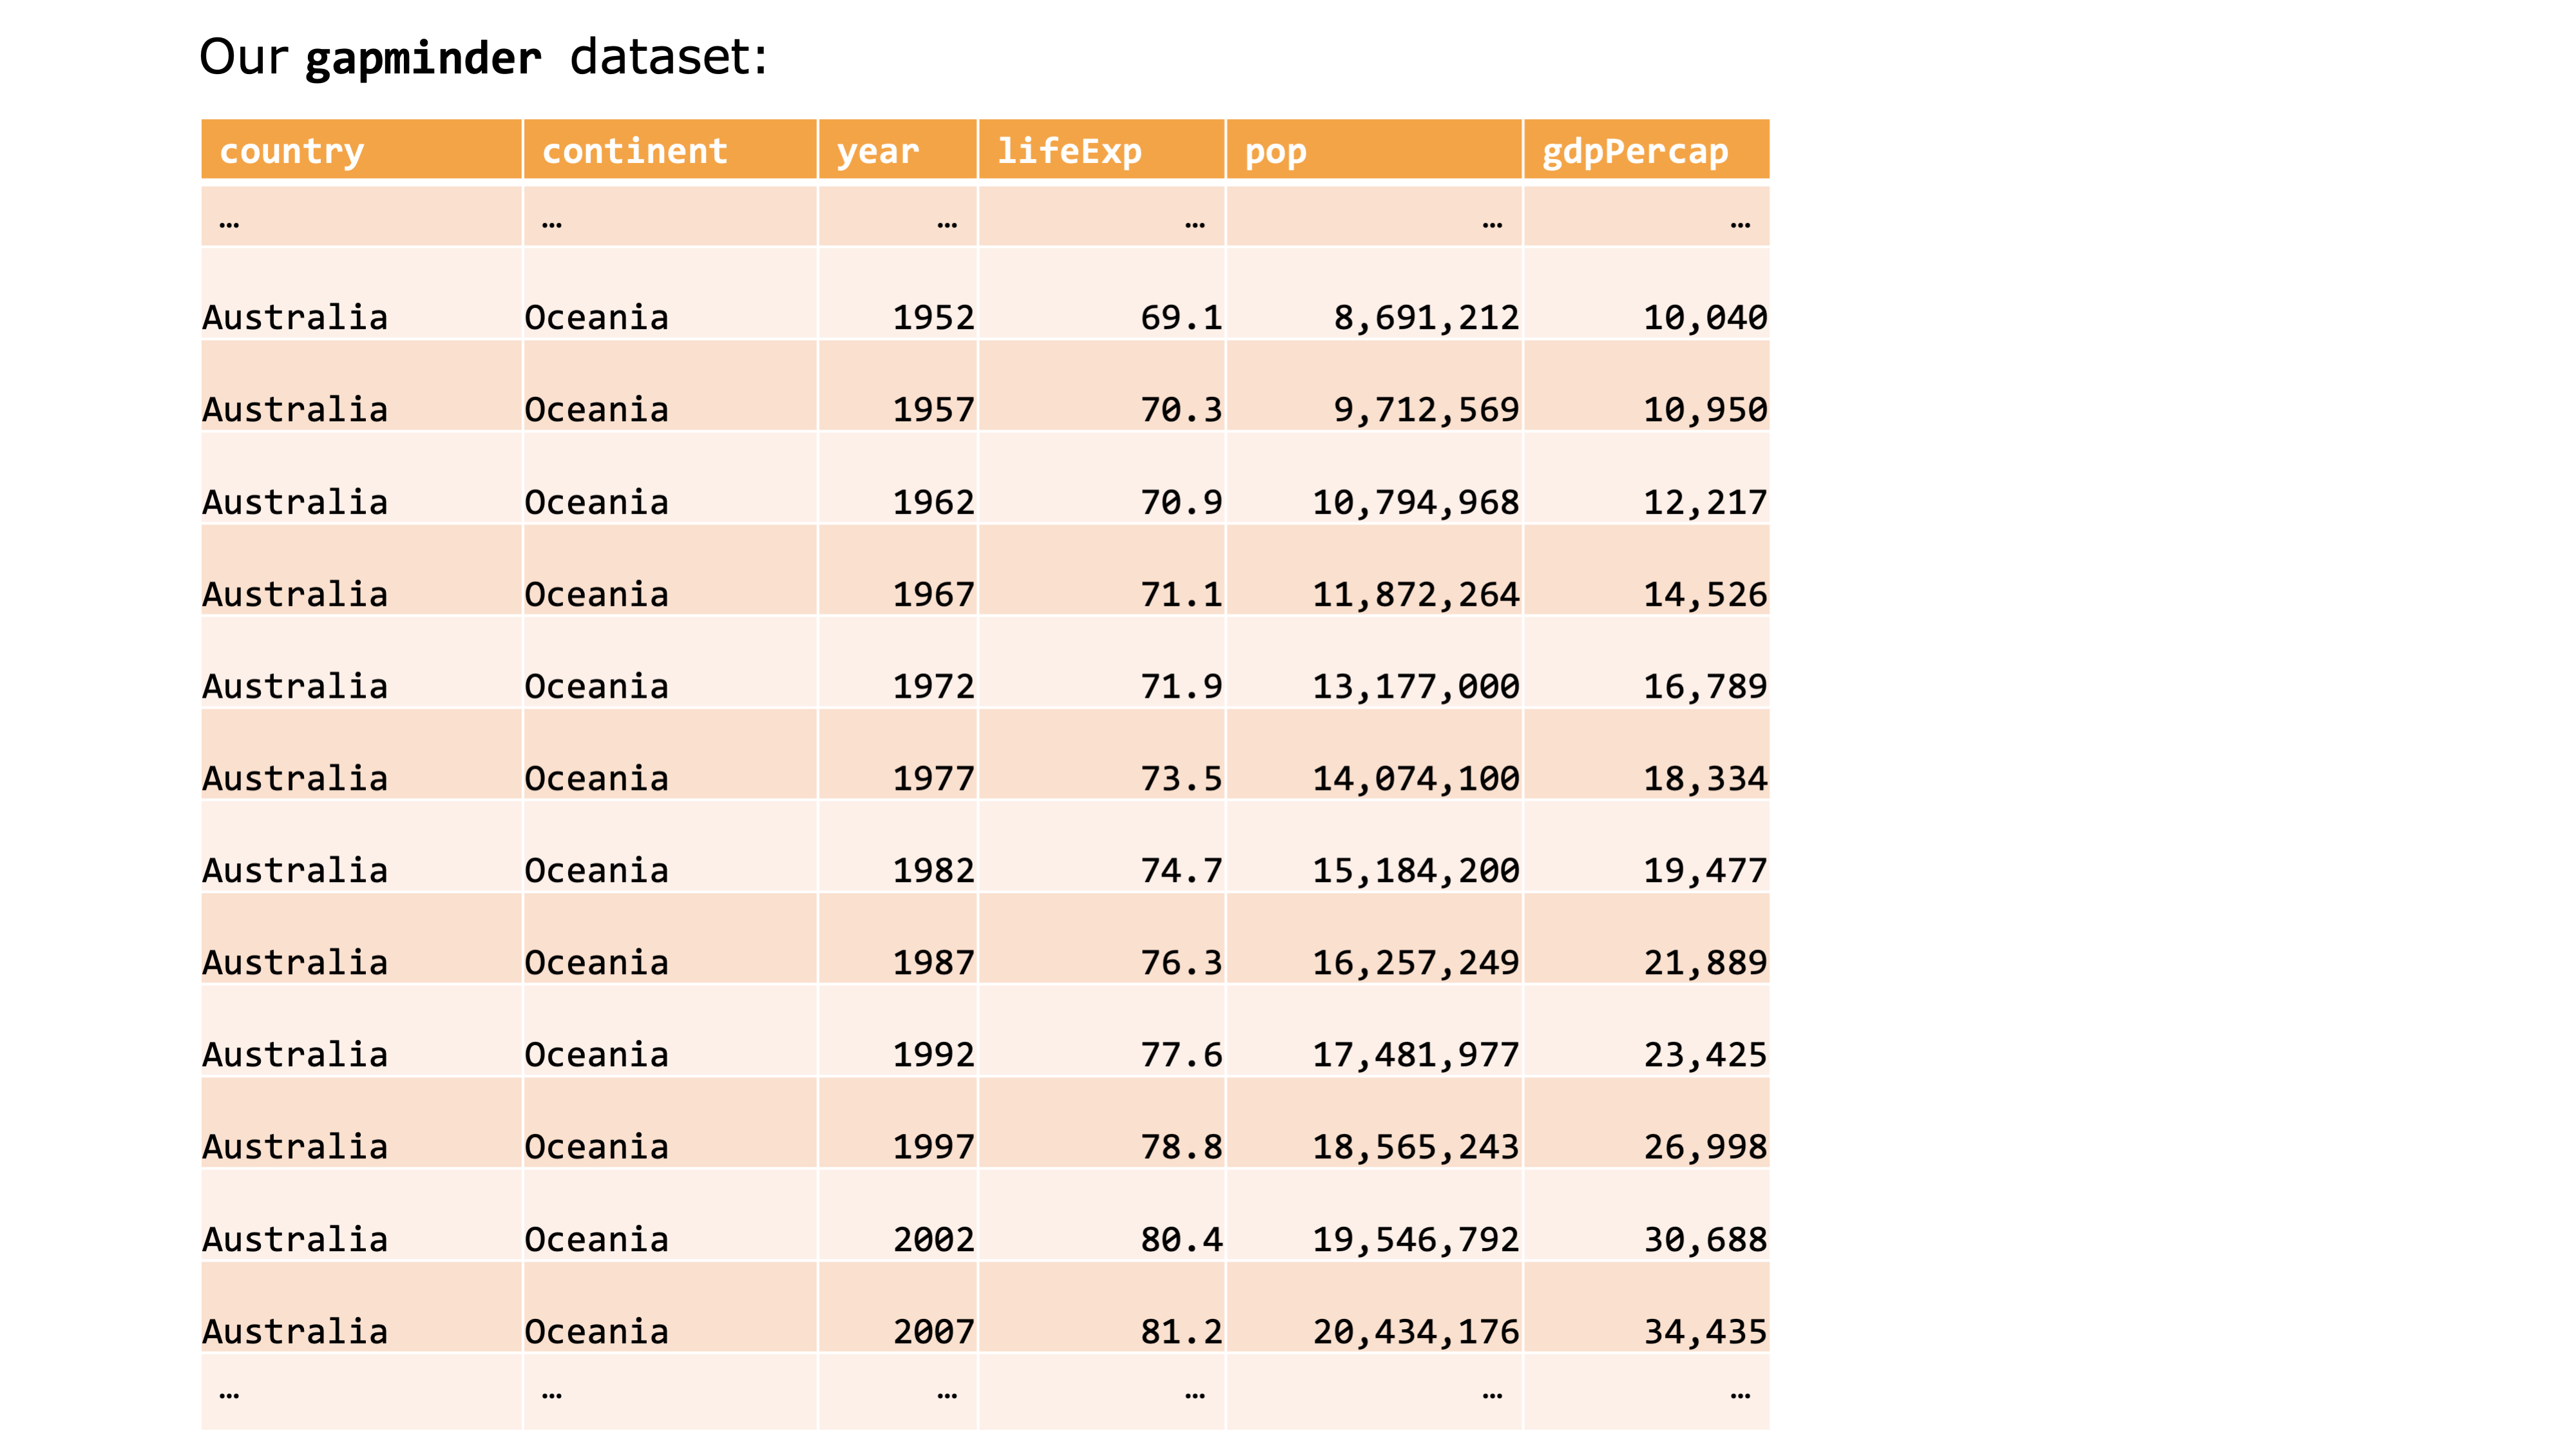 Our gapminder dataset:
country continent year lifeExp pop gdpPercap
… … … … … …
Australia Oceania 1952 69.1 8,691,212 10,040
Australia Oceania 1957 70.3 9,712,569 10,950
Australia Oceania 1962 70.9 10,794,968 12,217
Australia Oceania 1967 71.1 11,872,264 14,526
Australia Oceania 1972 71.9 13,177,000 16,789
Australia Oceania 1977 73.5 14,074,100 18,334
Australia Oceania 1982 74.7 15,184,200 19,477
Australia Oceania 1987 76.3 16,257,249 21,889
Australia Oceania 1992 77.6 17,481,977 23,425
Australia Oceania 1997 78.8 18,565,243 26,998
Australia Oceania 2002 80.4 19,546,792 30,688
Australia Oceania 2007 81.2 20,434,176 34,435
… … … … … …